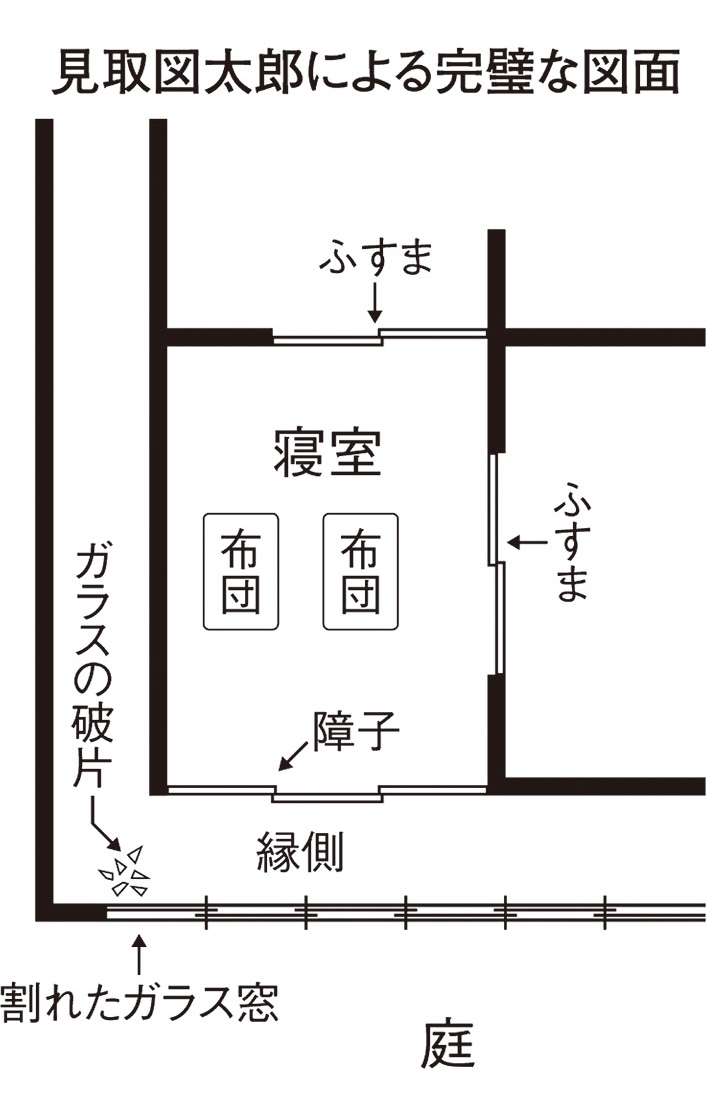 見取図太郎による完璧な図面
ふすま
寝室
ふすま
布団
布団
ガラスの破片
障子
縁側
割れたガラス窓
庭